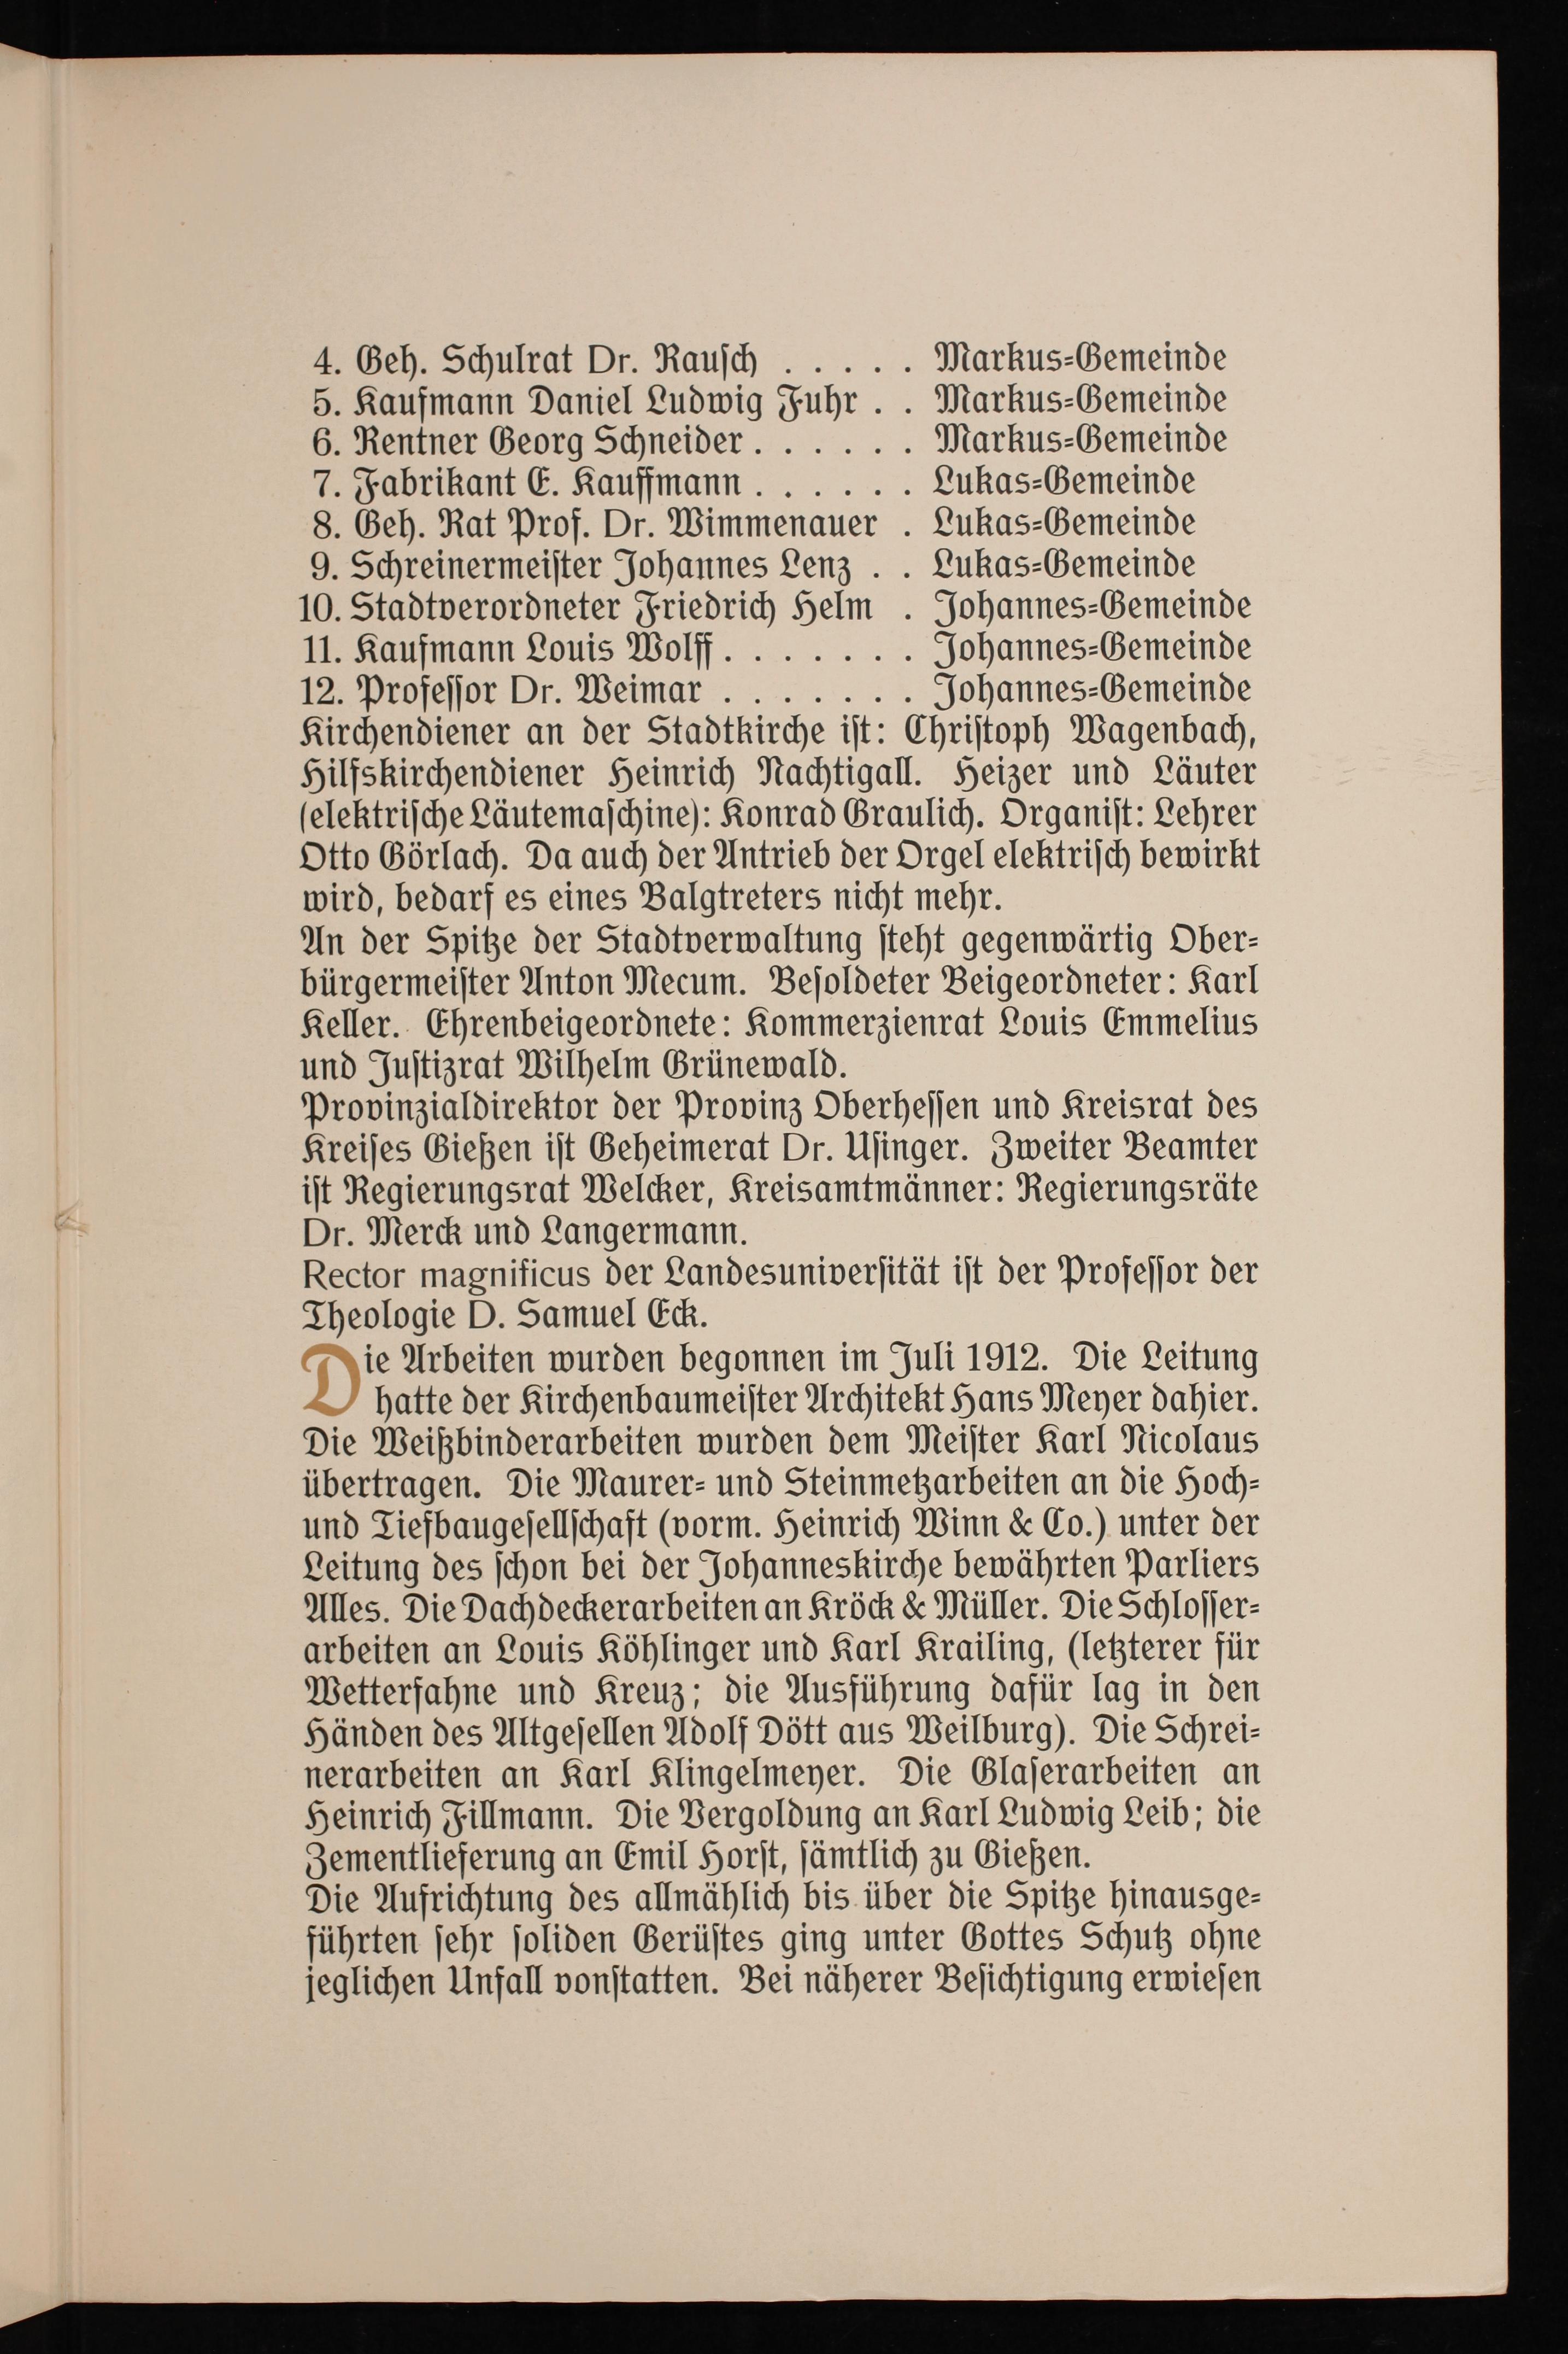 4. Geh. Schulrat Dr. Rausch . . . . . Markus-Gemeinde
5. Kaufmann Daniel Ludwig Fuhr . . Markus-Gemeinde
6. Rentner Georg Schneider . . . . . . Markus-Gemeinde
7. Fabrikant E. Kauffmann . . . . . . Lukas-Gemeinde
8. Geh. Rat Prof. Dr. Wimmenauer . Lukas-Gemeinde
9. Schreinermeister Johannes Lenz . . Lukas-Gemeinde
10. Stadtverordneter Friedrich Helm . Johannes-Gemeinde
11. Kaufmann Louis Wolff . . . . . . . Johannes-Gemeinde
12. Professor Dr. Weimar . . . . . . . Johannes-Gemeinde
Kirchendiener an der Stadtkirche ist: Christoph Wagenbach,
Hilfskirchendiener Heinrich Nachtigall. Heizer und Läuter
(elektrische Läutemaschine): Konrad Graulich. Organist: Lehrer
Otto Görlach. Da auch der Antrieb der Orgel elektrisch bewirkt
wird, bedarf es eines Balgtreters nicht mehr.
An der Spitze der Stadtverwaltung steht gegenwärtig Ober-
bürgermeister Anton Mecum. Besoldeter Beigeordneter: Karl
Keller. Ehrenbeigeordnete: Kommerzienrat Louis Emmelius
und Justizrat Wilhelm Grünewald.
Provinzialdirektor der Provinz Oberhessen und Kreisrat des
Kreises Gießen ist Geheimerat Dr. Usinger. Zweiter Beamter
ist Regierungsrat Welcker, Kreisamtmänner: Regierungsräte
Dr. Merck und Langermann.
Rector magnificus der Landesuniversität ist der Professor der
Theologie D. Samuel Eck.
Die Arbeiten wurden begonnen im Juli 1912. Die Leitung
hatte der Kirchenbaumeister Architekt Hans Meyer dahier.
Die Weißbinderarbeiten wurden dem Meister Karl Nicolaus
übertragen. Die Maurer- und Steinmetzarbeiten an die Hoch-
und Tiefbaugesellschaft (vorm. Heinrich Winn & Co.) unter der
Leitung des schon bei der Johanneskirche bewährten Parliers
Alles. Die Dachdeckerarbeiten an Kröck & Müller. Die Schlosser-
arbeiten an Louis Köhlinger und Karl Krailing, (letzterer für
Wetterfahne und Kreuz; die Ausführung dafür lag in den
Händen des Altgesellen Adolf Dött aus Weilburg). Die Schrei-
nerarbeiten an Karl Klingelmeyer. Die Glaserarbeiten an
Heinrich Fillmann. Die Vergoldung an Karl Ludwig Leib; die
Zementlieferung an Emil Horst, sämtlich zu Gießen.
Die Aufrichtung des allmählich bis über die Spitze hinausge-
führten sehr soliden Gerüstes ging unter Gottes Schutz ohne
jeglichen Unfall vonstatten. Bei näherer Besichtigung erwiesen